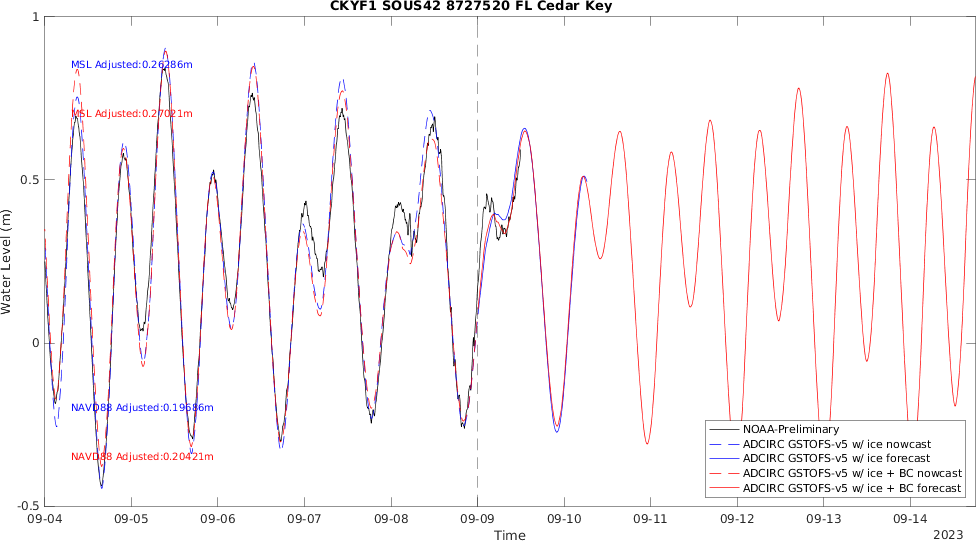 CKYF1 SOUS42 8727520 FL Cedar Key
Water Level (m)
1
0.5
0
-0.5
MSL Adjusted:0.26286m
MSL Adjusted:0.27021m
NAVD88 Adjusted:0.19686m
NAVD88 Adjusted:0.20421m
NOAA-Preliminary
ADCIRC GSTOFS-v5 w/ ice nowcast
ADCIRC GSTOFS-v5 w/ ice forecast
ADCIRC GSTOFS-v5 w/ ice + BC nowcast
ADCIRC GSTOFS-v5 w/ ice + BC forecast
09-04 09-05 09-06 09-07 09-08 09-09 09-10 09-11 09-12 09-13 09-14
Time
2023